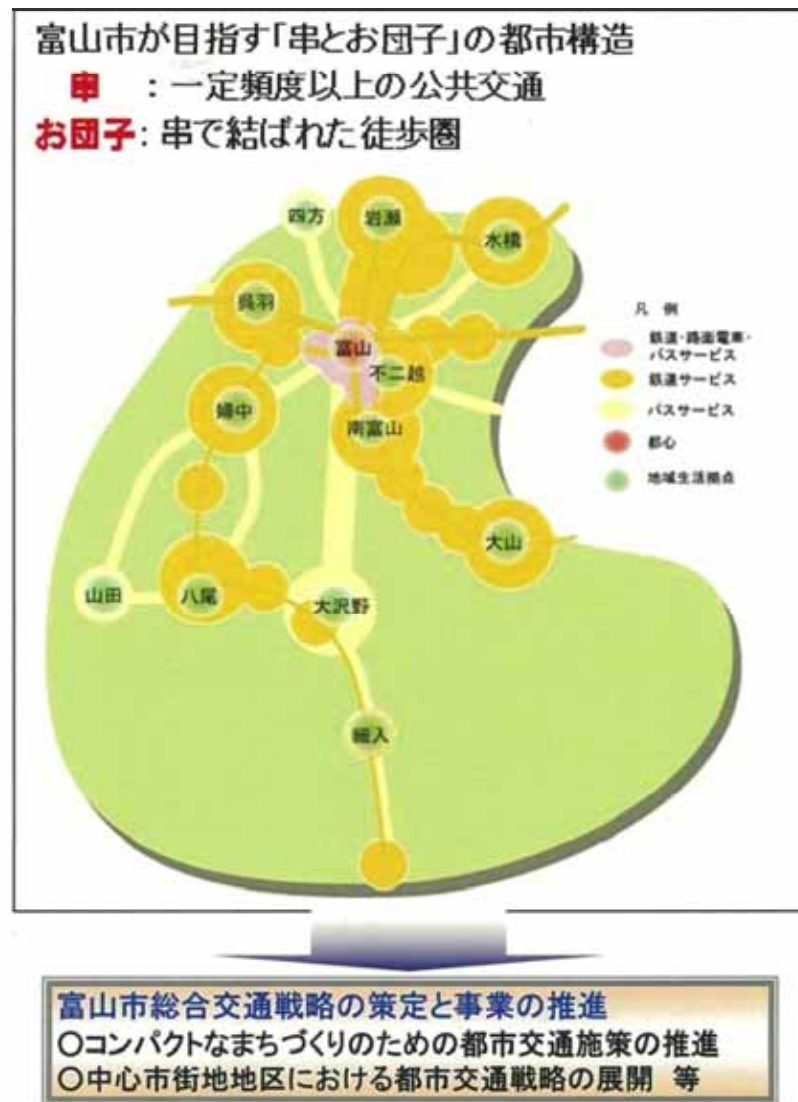 富山市が目指す「串とお団子」の都市構造
串 : 一定頻度以上の公共交通
お団子: 串で結ばれた徒歩圏
四方
岩瀬
水橋
呉羽
富山
不二越
婦中
南富山
大山
山田
八尾
大沢野
細入
凡 例
鉄道・路面電車・
バスサービス
鉄道サービス
バスサービス
都心
地域生活拠点
富山市総合交通戦略の策定と事業の推進
○コンパクトなまちづくりのための都市交通施策の推進
○中心市街地地区における都市交通戦略の展開 等